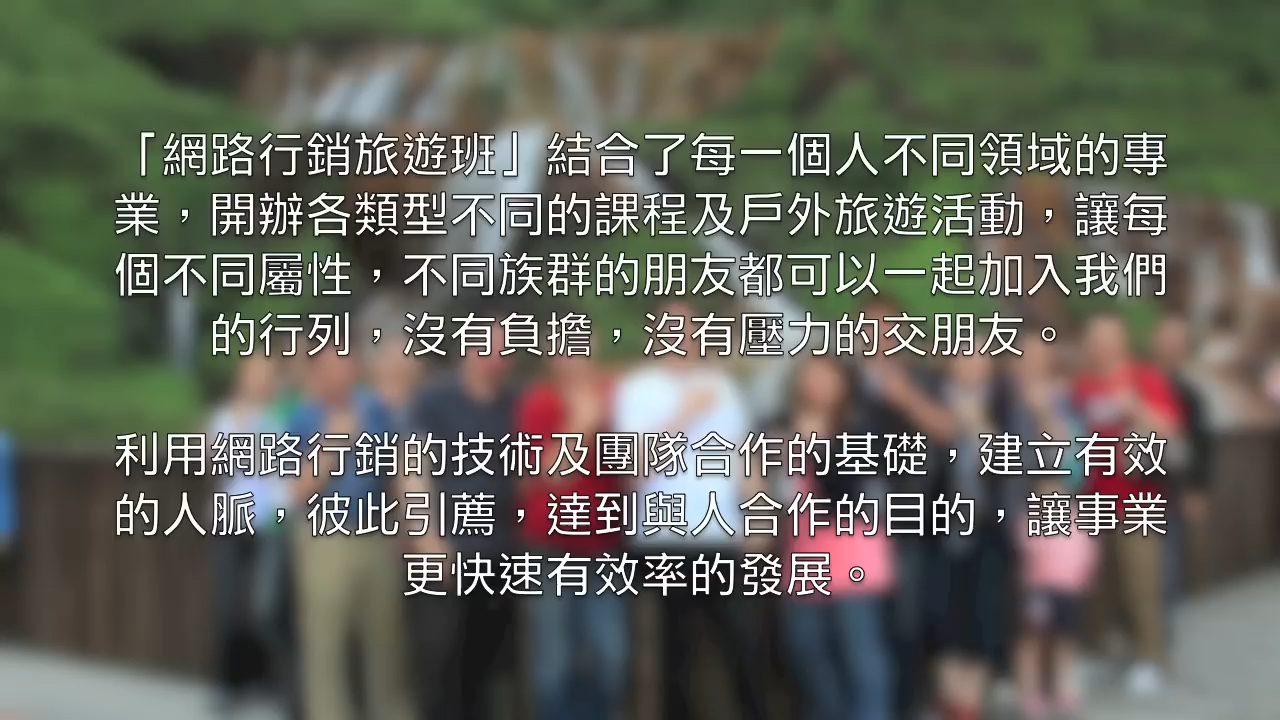 「網路行銷旅遊班」結合了每一個人不同領域的專
業，開辦各類型不同的課程及戶外旅遊活動，讓每
個不同屬性，不同族群的朋友都可以一起加入我們
的行列，沒有負擔，沒有壓力的交朋友。
利用網路行銷的技術及團隊合作的基礎，建立有效
的人脈，彼此引薦，達到與人合作的目的，讓事業
更快速有效率的發展。